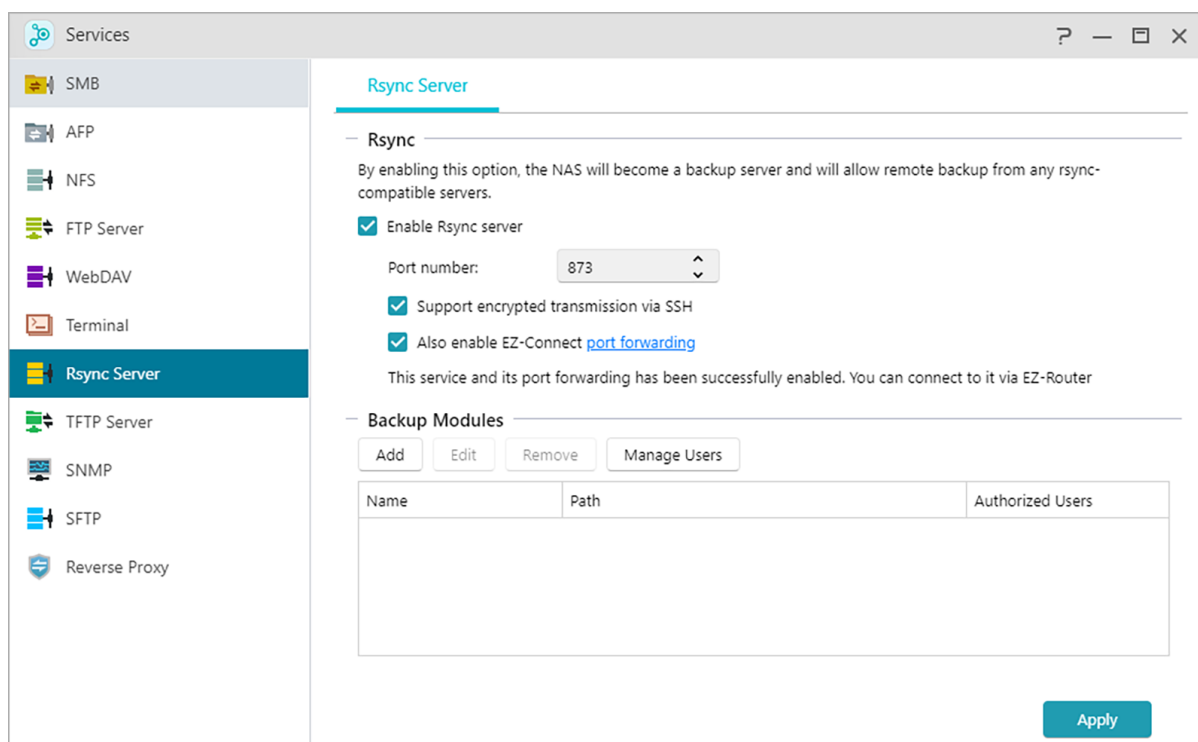 Services
SMB
AFP
NFS
FTP Server
WebDAV
Terminal
Rsync Server
TFTP Server
SNMP
SFTP
Reverse Proxy
Rsync Server
Rsync
By enabling this option, the NAS will become a backup server and will allow remote backup from any rsync-
compatible servers.
Enable Rsync server
Port number: 873
Support encrypted transmission via SSH
Also enable EZ-Connect port forwarding
This service and its port forwarding has been successfully enabled. You can connect to it via EZ-Router
Backup Modules
Add Edit Remove Manage Users
Name Path Authorized Users
Apply